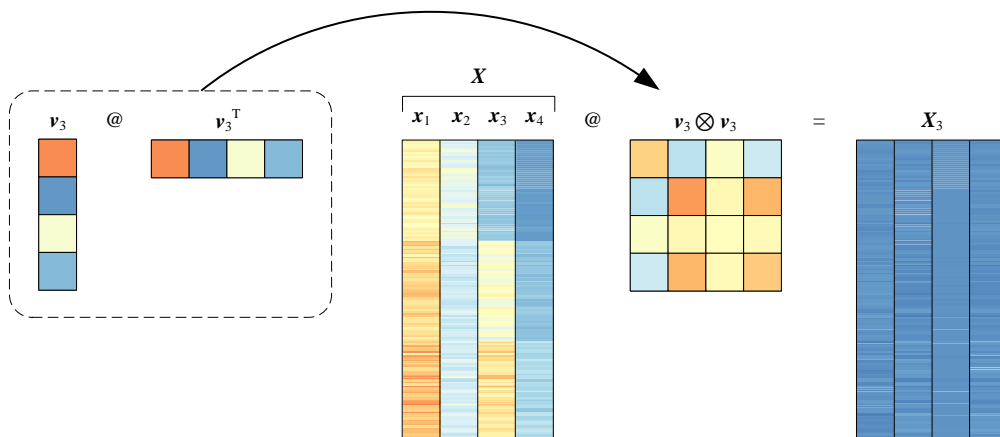 X
v₃ @ v₃ᵀ
x₁ x₂ x₃ x₄ @ v₃ ⊗ v₃ = X₃